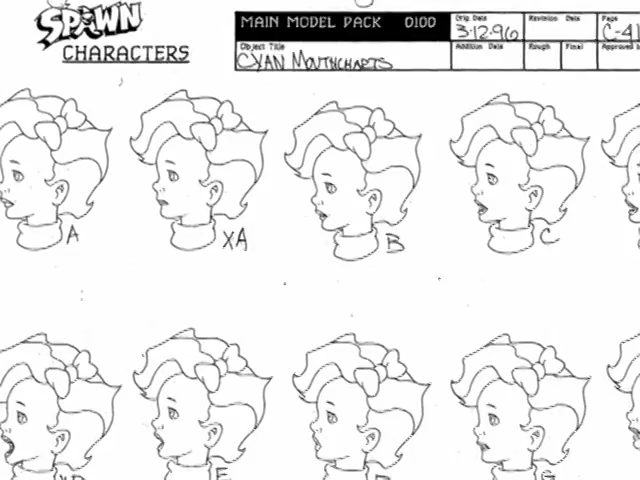 SPAWN
CHARACTERS
MAIN MODEL PACK 0100
Orig. Date
3·12·96
Revision Date
Page
C-41
Object Title
CYAN MOUTHCHARTS
Addition Date
Rough
Final
Approved b
A
XA
B
C
E
G